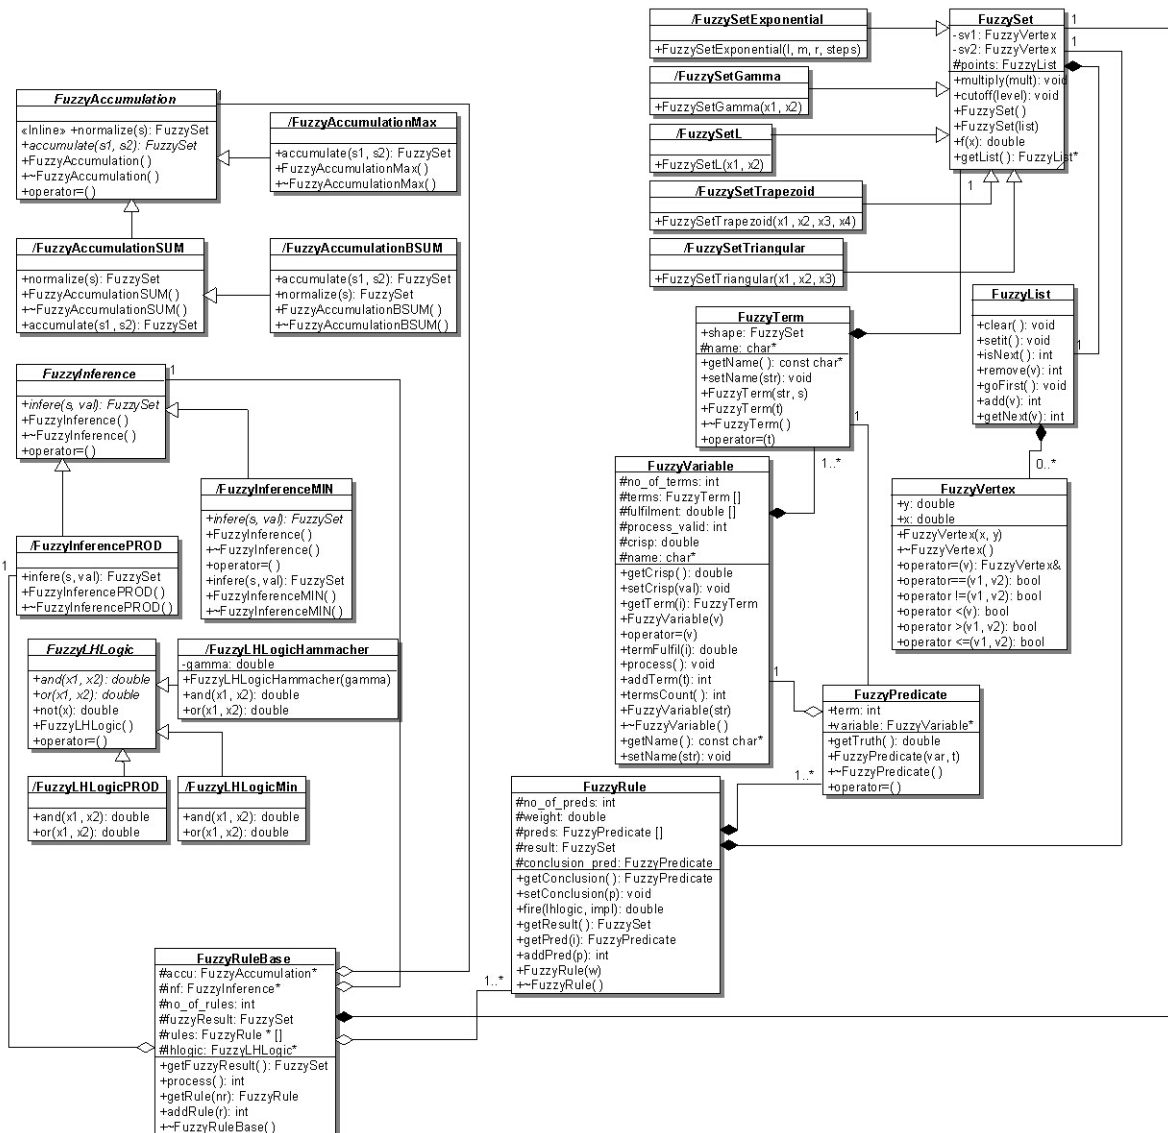 /FuzzySetExponential
+FuzzySetExponential(l, m, r, steps)
/FuzzySetGamma
+FuzzySetGamma(x1, x2)
/FuzzySetL
+FuzzySetL(x1, x2)
/FuzzySetTrapezoid
+FuzzySetTrapezoid(x1, x2, x3, x4)
/FuzzySetTriangular
+FuzzySetTriangular(x1, x2, x3)
FuzzySet
-sv1: FuzzyVertex
-sv2: FuzzyVertex
#points: FuzzyList
+multiply(mult): void
+cutoff(level): void
+FuzzySet( )
+FuzzySet(list)
+f(x): double
+getList( ): FuzzyList*
1
1
1
FuzzyAccumulation
«Inline» +normalize(s): FuzzySet
+accumulate(s1, s2): FuzzySet
+FuzzyAccumulation( )
+~FuzzyAccumulation( )
+operator=( )
/FuzzyAccumulationMax
+accumulate(s1, s2): FuzzySet
+FuzzyAccumulationMax( )
+~FuzzyAccumulationMax( )
/FuzzyAccumulationSUM
+normalize(s): FuzzySet
+FuzzyAccumulationSUM( )
+~FuzzyAccumulationSUM( )
+accumulate(s1, s2): FuzzySet
/FuzzyAccumulationBSUM
+accumulate(s1, s2): FuzzySet
+normalize(s): FuzzySet
+FuzzyAccumulationBSUM( )
+~FuzzyAccumulationBSUM( )
FuzzyTerm
+shape: FuzzySet
#name: char*
+getName( ): const char*
+setName(str): void
+FuzzyTerm(str, s)
+FuzzyTerm(t)
+~FuzzyTerm( )
+operator=(t)
1
1..*
FuzzyList
+clear( ): void
+setit( ): void
+isNext( ): int
+remove(v): int
+goFirst( ): void
+add(v): int
+getNext(v): int
1
0..*
FuzzyInference
+infere(s, val): FuzzySet
+FuzzyInference( )
+~FuzzyInference( )
+operator=( )
1
/FuzzyInferenceMIN
+infere(s, val): FuzzySet
+FuzzyInference( )
+~FuzzyInference( )
+operator=( )
+infere(s, val): FuzzySet
+FuzzyInferenceMIN( )
+~FuzzyInferenceMIN( )
/FuzzyInferencePROD
+infere(s, val): FuzzySet
+FuzzyInferencePROD( )
+~FuzzyInferencePROD( )
1
FuzzyVariable
#no_of_terms: int
#terms: FuzzyTerm []
#fulfilment: double []
#process_valid: int
#crisp: double
#name: char*
+getCrisp( ): double
+setCrisp(val): void
+getTerm(i): FuzzyTerm
+FuzzyVariable(v)
+operator=(v)
+termFulfil(i): double
+process( ): void
+addTerm(t): int
+termsCount( ): int
+FuzzyVariable(str)
+~FuzzyVariable( )
+getName( ): const char*
+setName(str): void
1
FuzzyVertex
+y: double
+x: double
+FuzzyVertex(x, y)
+~FuzzyVertex( )
+operator=(v): FuzzyVertex&
+operator==(v1, v2): bool
+operator !=(v1, v2): bool
+operator <(v): bool
+operator >(v1, v2): bool
+operator <=(v1, v2): bool
FuzzyLHLogic
+and(x1, x2): double
+or(x1, x2): double
+not(x): double
+FuzzyLHLogic( )
+operator=( )
/FuzzyLHLogicHammacher
-gamma: double
+FuzzyLHLogicHammacher(gamma)
+and(x1, x2): double
+or(x1, x2): double
/FuzzyLHLogicPROD
+and(x1, x2): double
+or(x1, x2): double
/FuzzyLHLogicMin
+and(x1, x2): double
+or(x1, x2): double
FuzzyPredicate
+term: int
+variable: FuzzyVariable*
+getTruth( ): double
+FuzzyPredicate(var, t)
+~FuzzyPredicate( )
+operator=( )
1..*
FuzzyRule
#no_of_preds: int
#weight: double
#preds: FuzzyPredicate []
#result: FuzzySet
#conclusion_pred: FuzzyPredicate
+getConclusion( ): FuzzyPredicate
+setConclusion(p): void
+fire(lhlogic, impl): double
+getResult( ): FuzzySet
+getPred(i): FuzzyPredicate
+addPred(p): int
+FuzzyRule(w)
+~FuzzyRule( )
1..*
FuzzyRuleBase
#accu: FuzzyAccumulation*
#inf: FuzzyInference*
#no_of_rules: int
#fuzzyResult: FuzzySet
#rules: FuzzyRule * []
#lhlogic: FuzzyLHLogic*
+getFuzzyResult( ): FuzzySet
+process( ): int
+getRule(nr): FuzzyRule
+addRule(r): int
+~FuzzyRuleBase( )